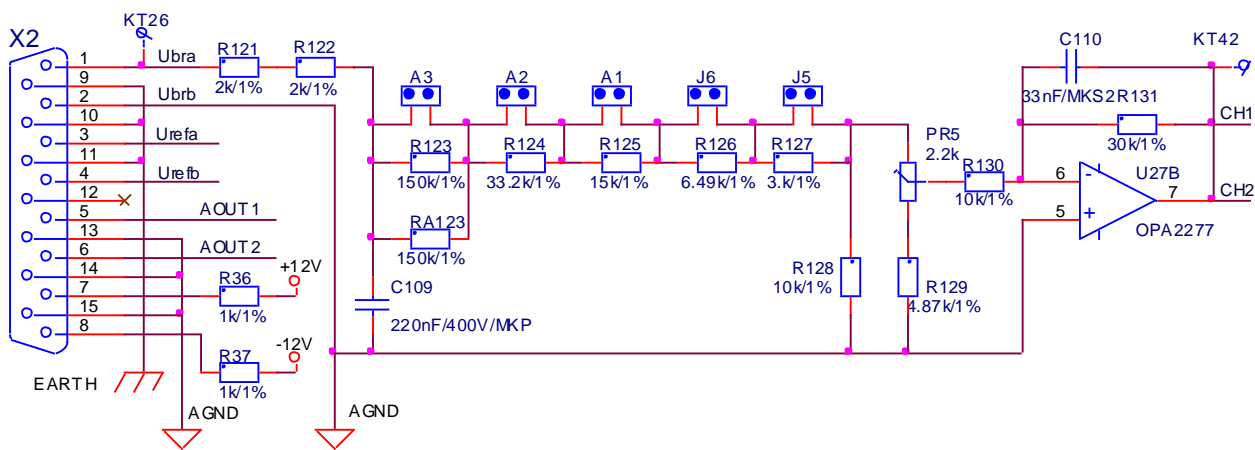 KT26
X2
1
9
2
10
3
11
4
12
5
13
6
14
7
15
8
Ubra
Ubrb
Urefa
Urefb
AOUT1
AOUT2
R121
2k/1%
R122
2k/1%
+12V
R36
1k/1%
-12V
R37
1k/1%
EARTH
AGND
AGND
A3
A2
A1
J6
J5
R123
150k/1%
R124
33.2k/1%
R125
15k/1%
R126
6.49k/1%
R127
3.k/1%
RA123
150k/1%
C109
220nF/400V/MKP
R128
10k/1%
PR5
2.2k
R129
4.87k/1%
R130
10k/1%
C110
33nF/MKS2
R131
30k/1%
KT42
CH1
CH2
6
-
5
+
7
U27B
OPA2277